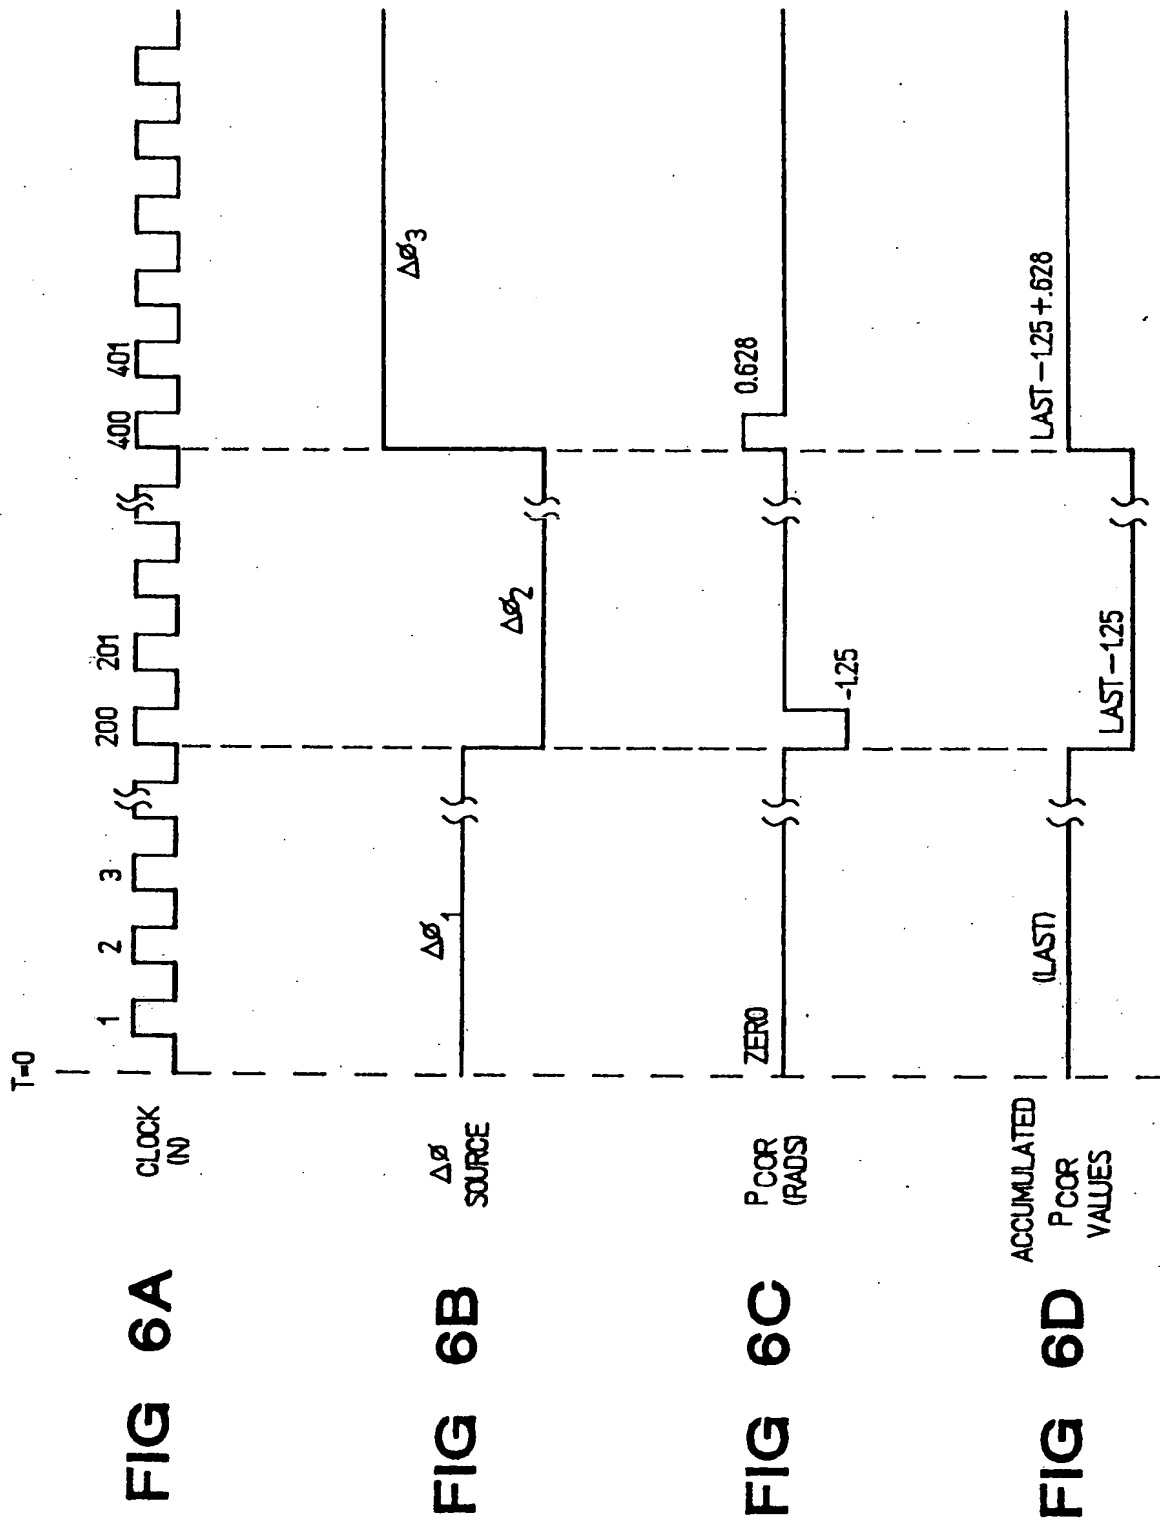 T=0
FIG 6A
CLOCK
(N)
1 2 3 200 201 400 401
FIG 6B
Δø
SOURCE
Δø1
Δø2
Δø3
FIG 6C
PCOR
(RADS)
ZERO
-1.25
0.628
FIG 6D
ACCUMULATED
PCOR
VALUES
(LAST)
LAST-1.25
LAST-1.25+.628